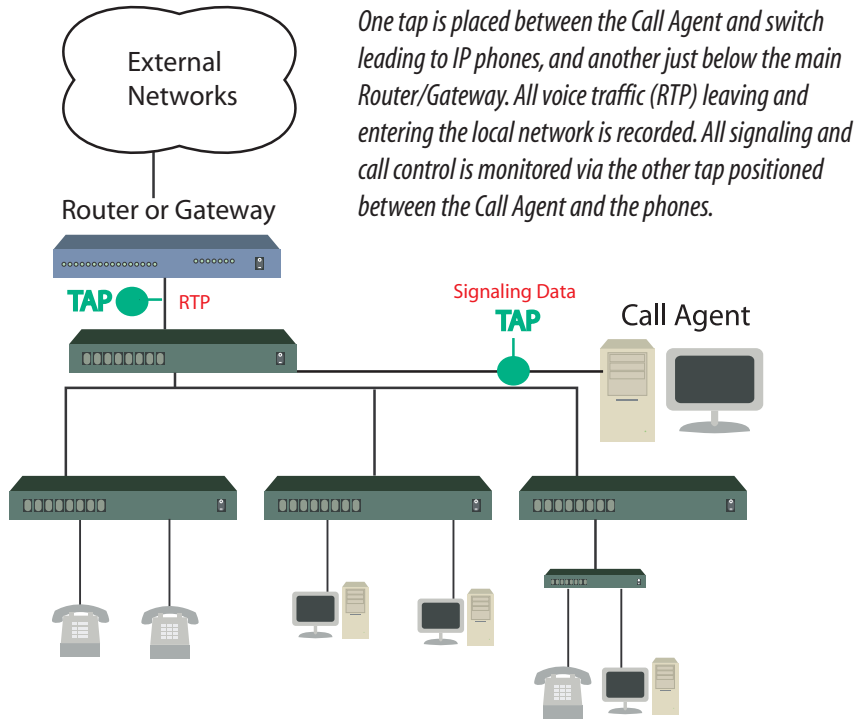 One tap is placed between the Call Agent and switch
leading to IP phones, and another just below the main
Router/Gateway. All voice traffic (RTP) leaving and
entering the local network is recorded. All signaling and
call control is monitored via the other tap positioned
between the Call Agent and the phones.
External
Networks
Router or Gateway
TAP
RTP
Signaling Data
TAP
Call Agent